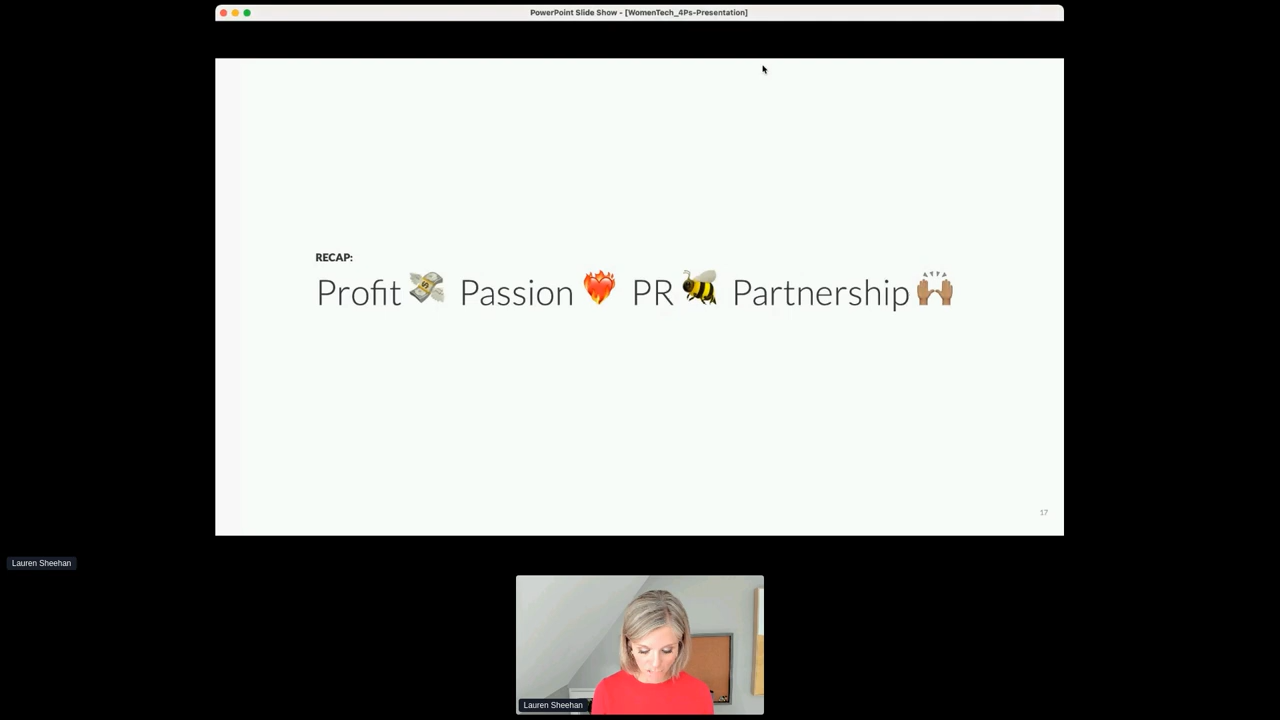 PowerPoint Slide Show - [WomenTech_4Ps-Presentation]
RECAP:
Profit Passion PR Partnership
17
Lauren Sheehan
Lauren Sheehan